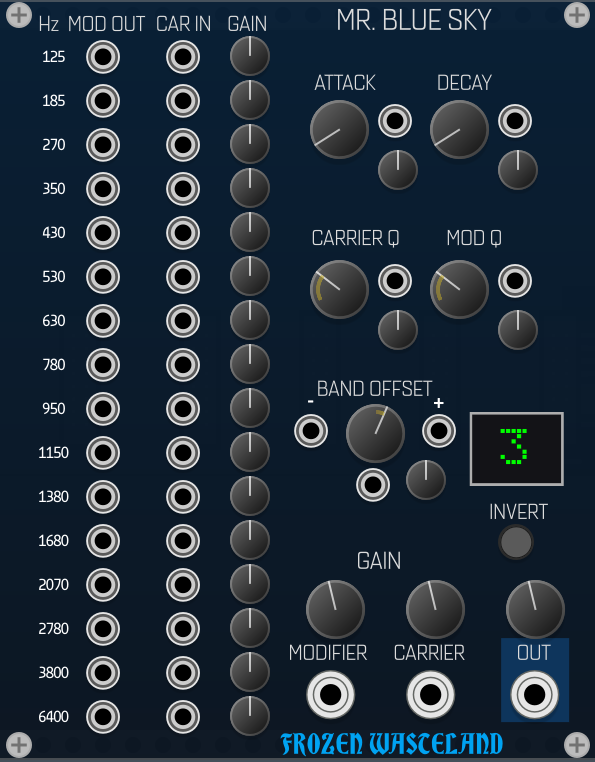 MR. BLUE SKY
Hz MOD OUT CAR IN GAIN
125
185
270
350
430
530
630
780
950
1150
1380
1680
2070
2780
3800
6400
ATTACK DECAY
CARRIER Q MOD Q
BAND OFFSET
- +
3
INVERT
GAIN
MODIFIER CARRIER OUT
FROZEN WASTELAND